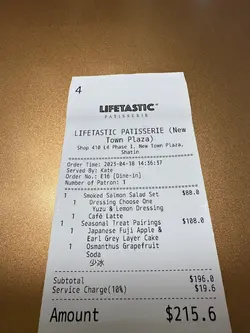 4
LIFETASTIC
PATISSERIE
LIFETASTIC PATISSERIE (New
Town Plaza)
Shop 410 L4 Phase I, New Town Plaza,
Shatin
Order Time: 2023-04-18 14:36:37
Served By: Kate
Order No.: E16 [Dine-in]
Number of Patron: 1
1 Smoked Salmon Salad Set $88.0
1 Dressing Choose One
Yuzu & Lemon Dressing
1 Café Latte
1 Seasonal Treat Pairings $108.0
1 Japanese Fuji Apple &
Earl Grey Layer Cake
1 Osmanthus Grapefruit
Soda
少冰
Subtotal $196.0
Service Charge(10%) $19.6
Amount $215.6